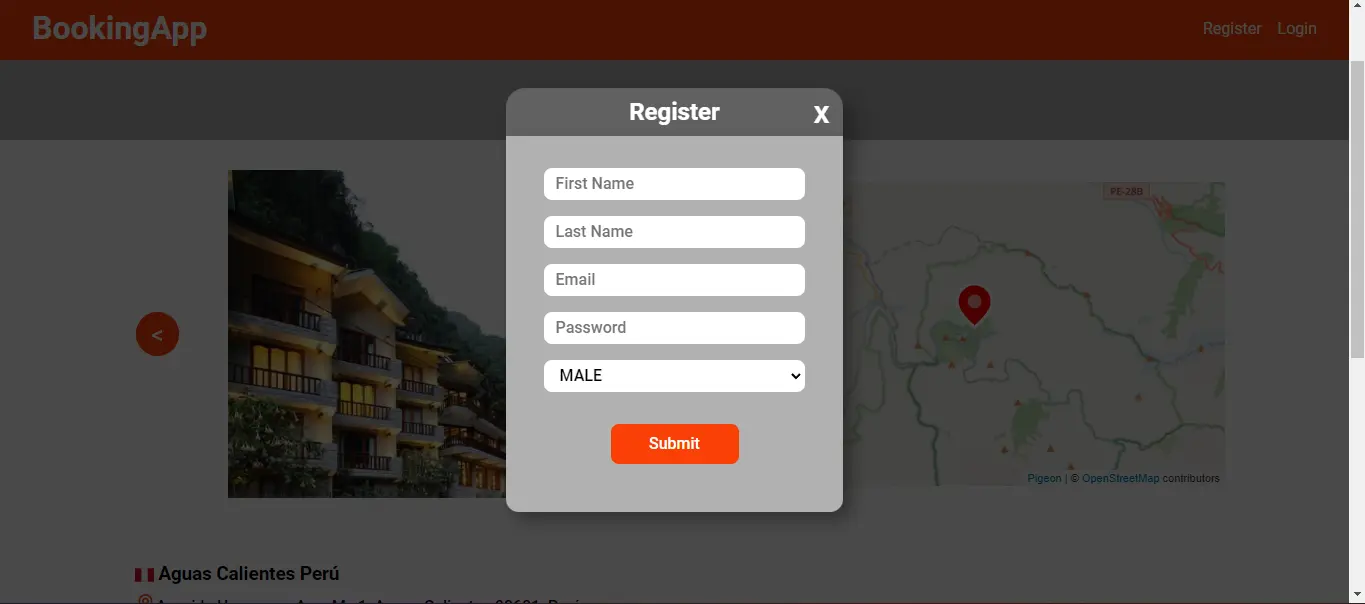 BookingApp
Register Login
Register X
First Name
Last Name
Email
Password
MALE
Submit
<
PE-28B
Pigeon | © OpenStreetMap contributors
Aguas Calientes Perú